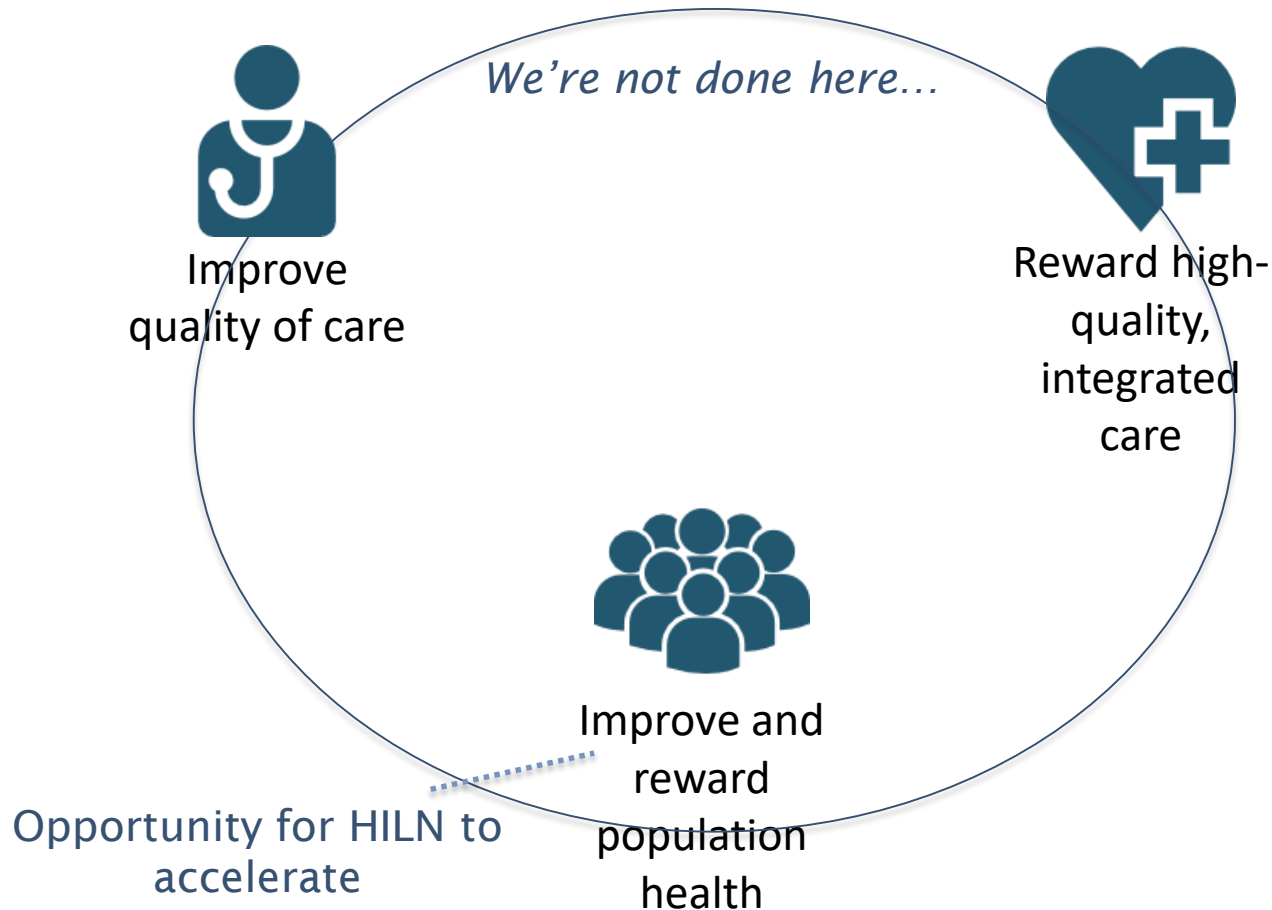 We're not done here…
Improve
quality of care
Reward high-
quality,
integrated
care
Improve and
reward
population
health
Opportunity for HILN to
accelerate